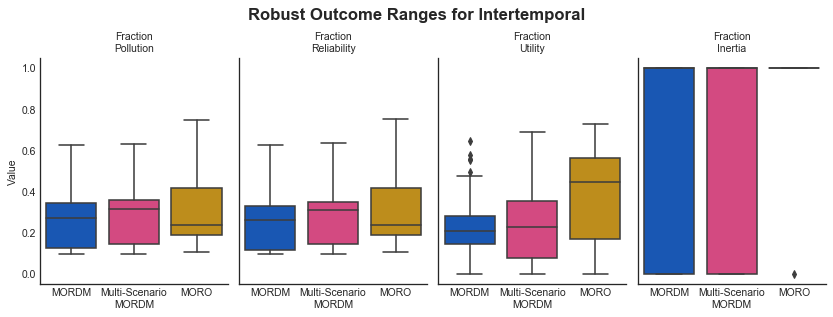 Robust Outcome Ranges for Intertemporal
Fraction
Pollution
Fraction
Reliability
Fraction
Utility
Fraction
Inertia
Value
1.0
0.8
0.6
0.4
0.2
0.0
MORDM
Multi-Scenario
MORDM
MORO
MORDM
Multi-Scenario
MORDM
MORO
MORDM
Multi-Scenario
MORDM
MORO
MORDM
Multi-Scenario
MORDM
MORO